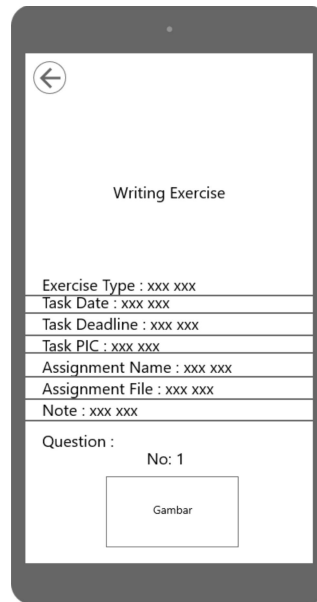 Writing Exercise
Exercise Type : xxx xxx
Task Date : xxx xxx
Task Deadline : xxx xxx
Task PIC : xxx xxx
Assignment Name : xxx xxx
Assignment File : xxx xxx
Note : xxx xxx
Question :
No: 1
Gambar